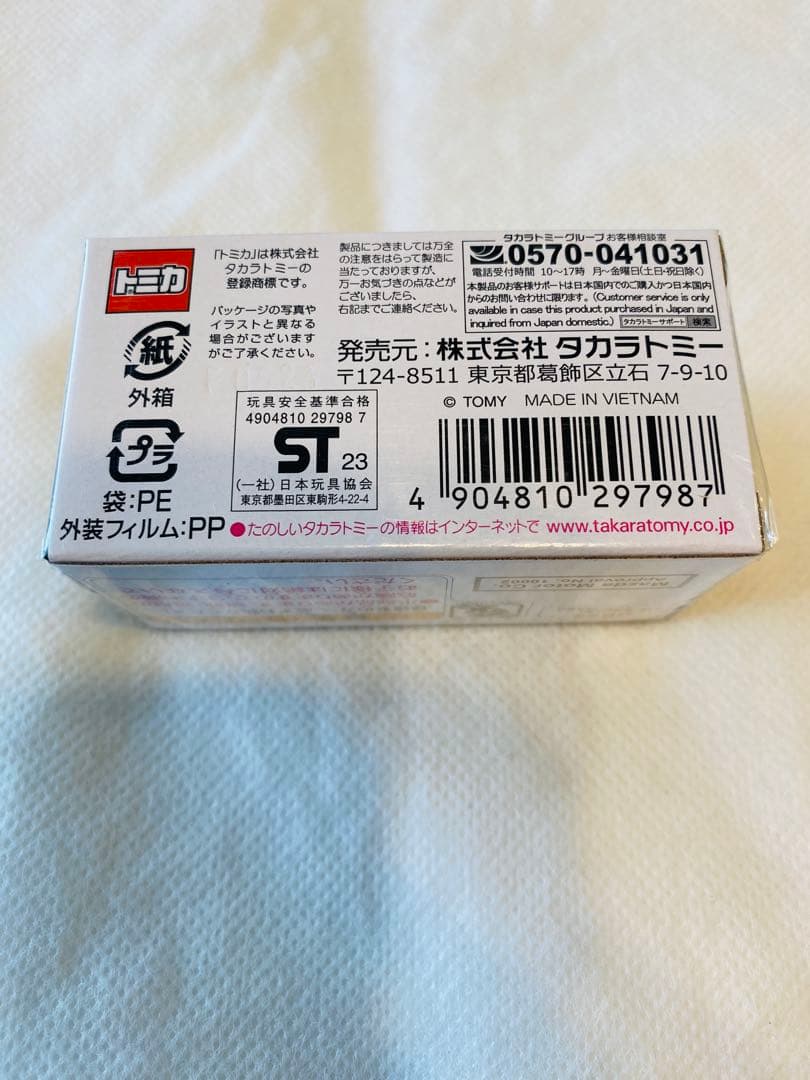 トミカ
「トミカ」は株式会社
タカラトミーの
登録商標です。
パッケージの写真や
イラストと異なる
場合がございます
がご了承ください。
製品につきましては万全
の注意をはらって製造に
当たっておりますが、
万一お気づきの点などが
ございましたら、
右記までご連絡ください。
タカラトミーグループ お客様相談室
0570-041031
電話受付時間 10〜17時 月〜金曜日(土日・祝日除く)
本製品のお客様サポートは日本国内でのご購入かつ日本国内
からのお問い合わせに限ります。(Customer service is only
available in case this product purchased in Japan and
inquired from Japan domestic.) タカラトミーサポート 検索
発売元:株式会社 タカラトミー
〒124-8511 東京都葛飾区立石 7-9-10
紙
外箱
プラ
袋:PE
外装フィルム:PP
玩具安全基準合格
4904810 29798 7
ST 23
(一社)日本玩具協会
東京都墨田区東駒形4-22-4
© TOMY MADE IN VIETNAM
4 904810 297987
●たのしいタカラトミーの情報はインターネットで www.takaratomy.co.jp
Mazda Motor Co
Approval No.
ください。